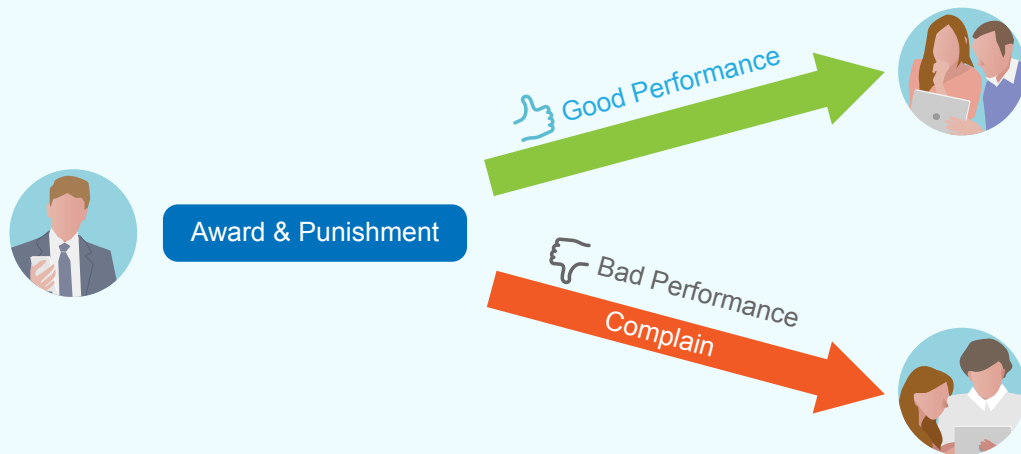 Good Performance
Award & Punishment
Bad Performance
Complain